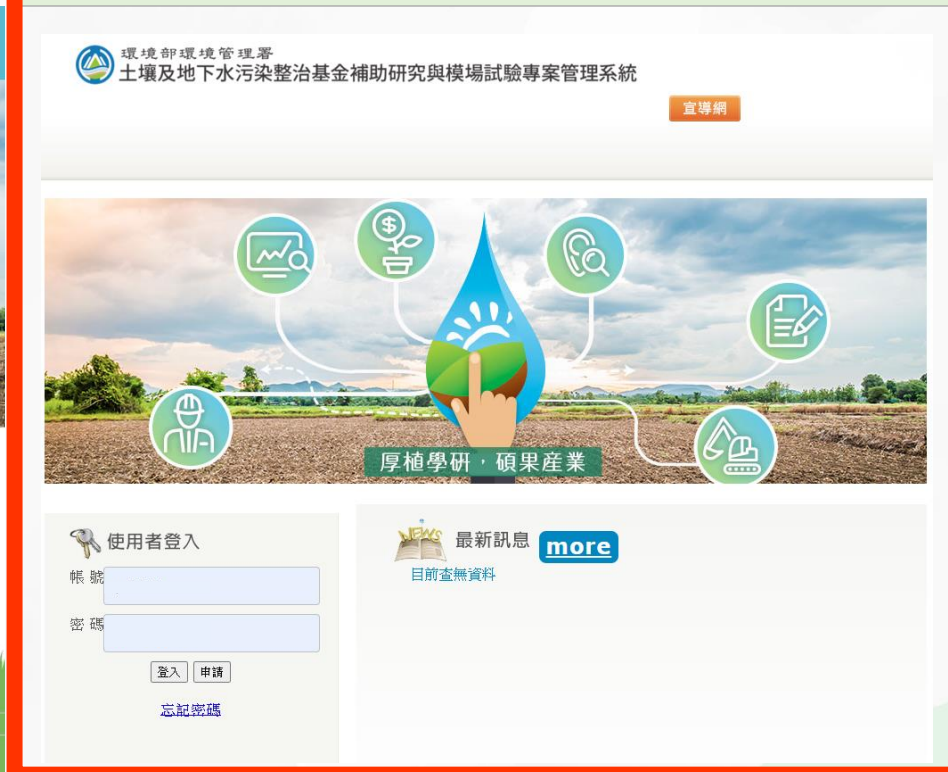 環境部環境管理署
土壤及地下水污染整治基金補助研究與模場試驗專案管理系統
宣導網
厚植學研，碩果産業
使用者登入
帳 號
密 碼
登入 申請
忘記密碼
NEWS 最新訊息 more
目前查無資料